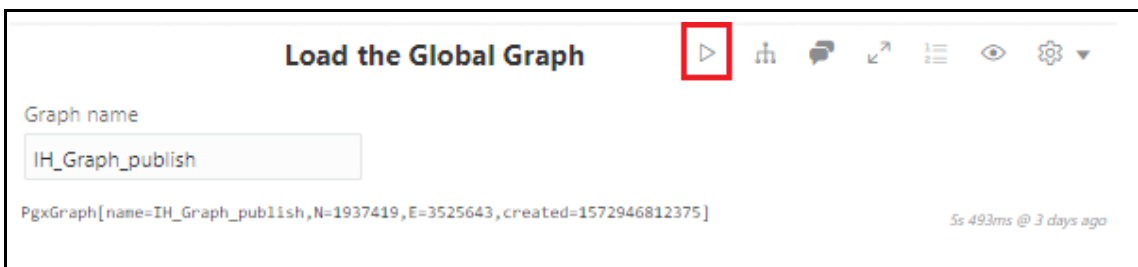 Load the Global Graph
Graph name
IH_Graph_publish
PgxGraph[name=IH_Graph_publish,N=1937419,E=3525643,created=1572946812375]
5s 493ms @ 3 days ago